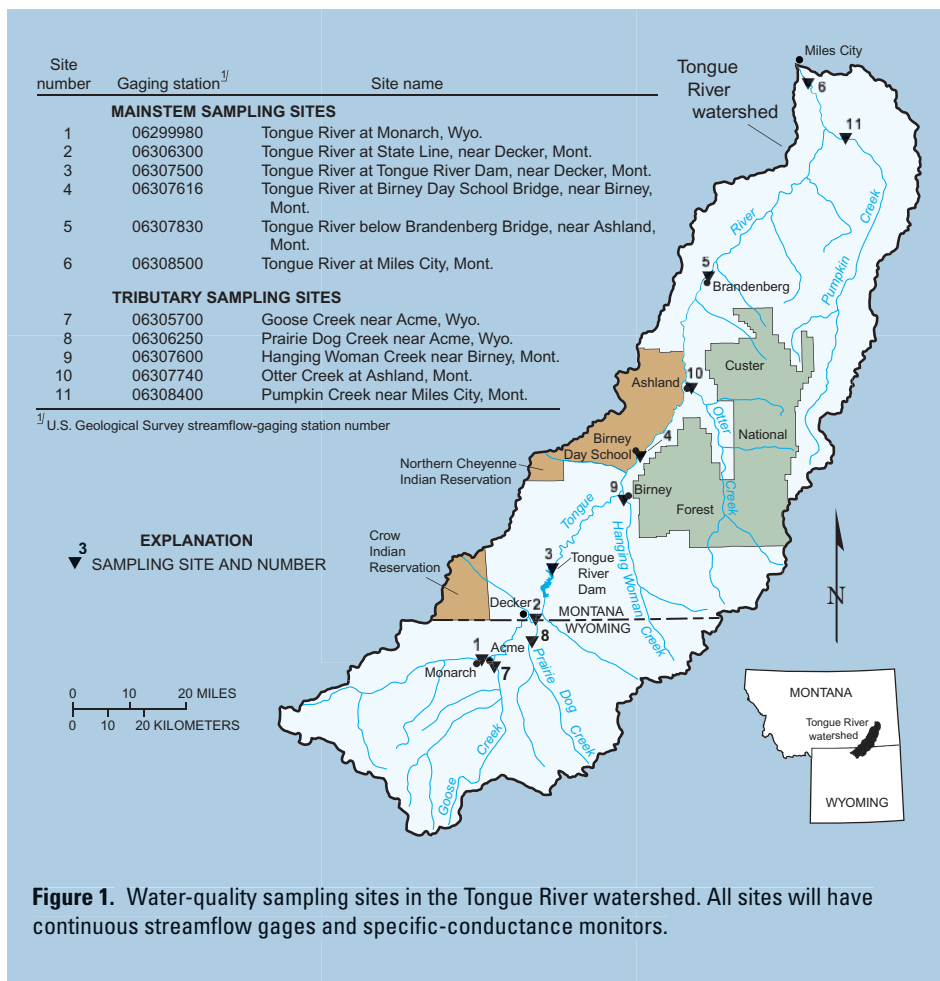 Site
number Gaging station 1/ Site name
MAINSTEM SAMPLING SITES
1 06299980 Tongue River at Monarch, Wyo.
2 06306300 Tongue River at State Line, near Decker, Mont.
3 06307500 Tongue River at Tongue River Dam, near Decker, Mont.
4 06307616 Tongue River at Birney Day School Bridge, near Birney,
Mont.
5 06307830 Tongue River below Brandenberg Bridge, near Ashland,
Mont.
6 06308500 Tongue River at Miles City, Mont.
TRIBUTARY SAMPLING SITES
7 06305700 Goose Creek near Acme, Wyo.
8 06306250 Prairie Dog Creek near Acme, Wyo.
9 06307600 Hanging Woman Creek near Birney, Mont.
10 06307740 Otter Creek at Ashland, Mont.
11 06308400 Pumpkin Creek near Miles City, Mont.
1/ U.S. Geological Survey streamflow-gaging station number
Miles City
Tongue
River
watershed
6
11
River
Pumpkin Creek
5
Brandenberg
Custer
National
Forest
Ashland
10
Otter Creek
Birney
Day School
4
Northern Cheyenne
Indian Reservation
9
Birney
Tongue
Hanging Woman Creek
Crow
Indian
Reservation
3
Tongue
River
Dam
Decker
2
MONTANA
WYOMING
8
1
Acme
Monarch
7
Prairie Dog Creek
Goose Creek
EXPLANATION
3
SAMPLING SITE AND NUMBER
0 10 20 MILES
0 10 20 KILOMETERS
N
MONTANA
Tongue River
watershed
WYOMING
Figure 1. Water-quality sampling sites in the Tongue River watershed. All sites will have
continuous streamflow gages and specific-conductance monitors.